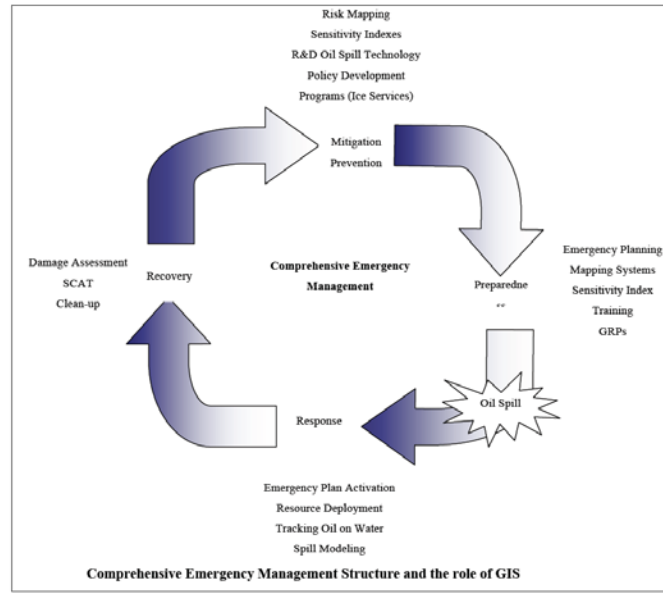 Risk Mapping
Sensitivity Indexes
R&D Oil Spill Technology
Policy Development
Programs (Ice Services)
Mitigation
Prevention
Damage Assessment
SCAT
Clean-up
Recovery
Comprehensive Emergency
Management
Preparedne
Emergency Planning
Mapping Systems
Sensitivity Index
Training
GRPs
Oil Spill
Response
Emergency Plan Activation
Resource Deployment
Tracking Oil on Water
Spill Modeling
Comprehensive Emergency Management Structure and the role of GIS